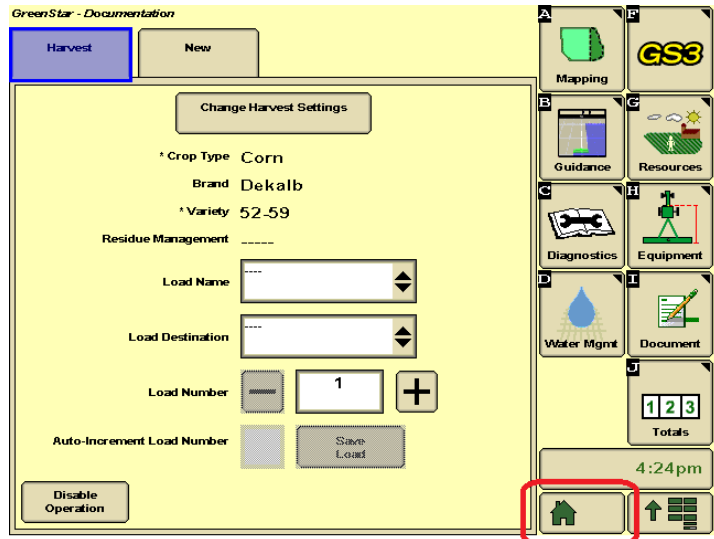 GreenStar - Documentation
Harvest
New
Change Harvest Settings
* Crop Type Corn
Brand Dekalb
* Variety 52-59
Residue Management -----
Load Name ----
Load Destination ----
Load Number 1
Auto-Increment Load Number
Save
Load
Disable
Operation
A
Mapping
F
GS3
B
Guidance
G
Resources
C
Diagnostics
H
Equipment
D
Water Mgmt
I
Document
J
1 2 3
Totals
4:24pm